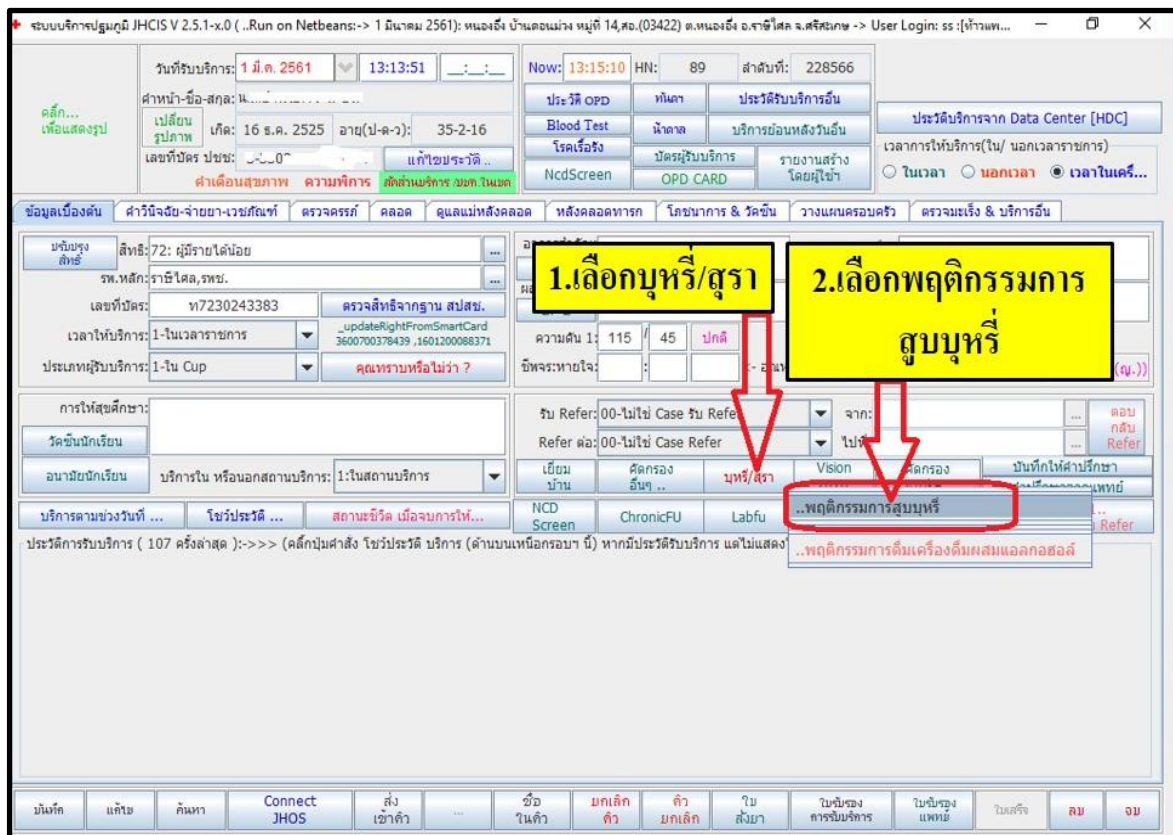 ระบบบริการปฐมภูมิ JHCIS V 2.5.1-x.0 ( ..Run on Netbeans:-> 1 มีนาคม 2561): หนองอึ่ง บ้านดอนม่วง หมู่ที่ 14,สอ.(03422) ต.หนองอึ่ง อ.ราษีไศล จ.ศรีสะเกษ -> User Login: ss :[ท้าวแพ...
วันที่รับบริการ: 1 มี.ค. 2561 13:13:51 __:__:__
Now: 13:15:10 HN: 89 ลำดับที่: 228566
คลิ๊ก...
เพื่อแสดงรูป
คำหน้า-ชื่อ-สกุล:
เปลี่ยน
รูปภาพ
เกิด: 16 ธ.ค. 2525 อายุ(ป-ด-ว): 35-2-16
เลขที่บัตร ปชช:
แก้ไขประวัติ ..
คำเตือนสุขภาพ ความพิการ
ประวัติ OPD ทันตฯ ประวัติรับบริการอื่น
Blood Test น้ำตาล บริการย้อนหลังวันอื่น
โรคเรื้อรัง บัตรผู้รับบริการ รายงานสร้าง
โดยผู้ใช้ฯ
NcdScreen OPD CARD
ประวัติบริการจาก Data Center [HDC]
เวลาการให้บริการ(ใน/ นอกเวลาราชการ)
ในเวลา นอกเวลา เวลาในเครื่...
ข้อมูลเบื้องต้น คำวินิจฉัย-จ่ายยา-เวชภัณฑ์ ตรวจครรภ์ คลอด ดูแลแม่หลังคลอด หลังคลอดทารก โภชนาการ & วัคซีน วางแผนครอบครัว ตรวจมะเร็ง & บริการอื่น
ปรับปรุง
สิทธิ
สิทธิ: 72: ผู้มีรายได้น้อย ...
รพ.หลัก: ราษีไศล,รพช. ...
เลขที่บัตร: ท7230243383 ตรวจสิทธิจากฐาน สปสช.
เวลาให้บริการ: 1-ในเวลาราชการ
_updateRightFromSmartCard
3600700378439 ,1601200088371
ประเภทผู้รับบริการ: 1-ใน Cup คุณทราบหรือไม่ว่า ?
1.เลือกบุหรี่/สุรา
2.เลือกพฤติกรรมการ
สูบบุหรี่
ความดัน 1: 115 / 45 ปกติ
ชีพจร:หายใจ: :
(ญ.))
การให้สุขศึกษา:
วัคซีนนักเรียน
อนามัยนักเรียน บริการใน หรือนอกสถานบริการ: 1:ในสถานบริการ
รับ Refer: 00-ไม่ใช่ Case รับ Refer จาก: ...
Refer ต่อ: 00-ไม่ใช่ Case Refer ไปที่ ...
ตอบ
กลับ
Refer
เยี่ยม
บ้าน
คัดกรอง
อื่นๆ ..
บุหรี่/สุรา
Vision
คัดกรอง
บันทึกให้คำปรึกษา
บริการตามช่วงวันที่ ... โชว์ประวัติ ... สถานะชีวิต เมื่อจบการให้...
NCD
Screen
ChronicFU Labfu
..พฤติกรรมการสูบบุหรี่
Refer
ประวัติการรับบริการ ( 107 ครั้งล่าสุด ):->>> (คลิ๊กปุ่มคำสั่ง โชว์ประวัติ บริการ (ด้านบนเหนือกรอบฯ นี้) หากมีประวัติรับบริการ แต่ไม่แสดง
..พฤติกรรมการดื่มเครื่องดื่มผสมแอลกอฮอล์
บันทึก แก้ไข ค้นหา Connect
JHOS ส่ง
เข้าคิว ... ชื่อ
ในคิว ยกเลิก
คิว คิว
ยกเลิก ใบ
สั่งยา ใบรับรอง
การรับบริการ ใบรับรอง
แพทย์ ใบเสร็จ ลบ จบ